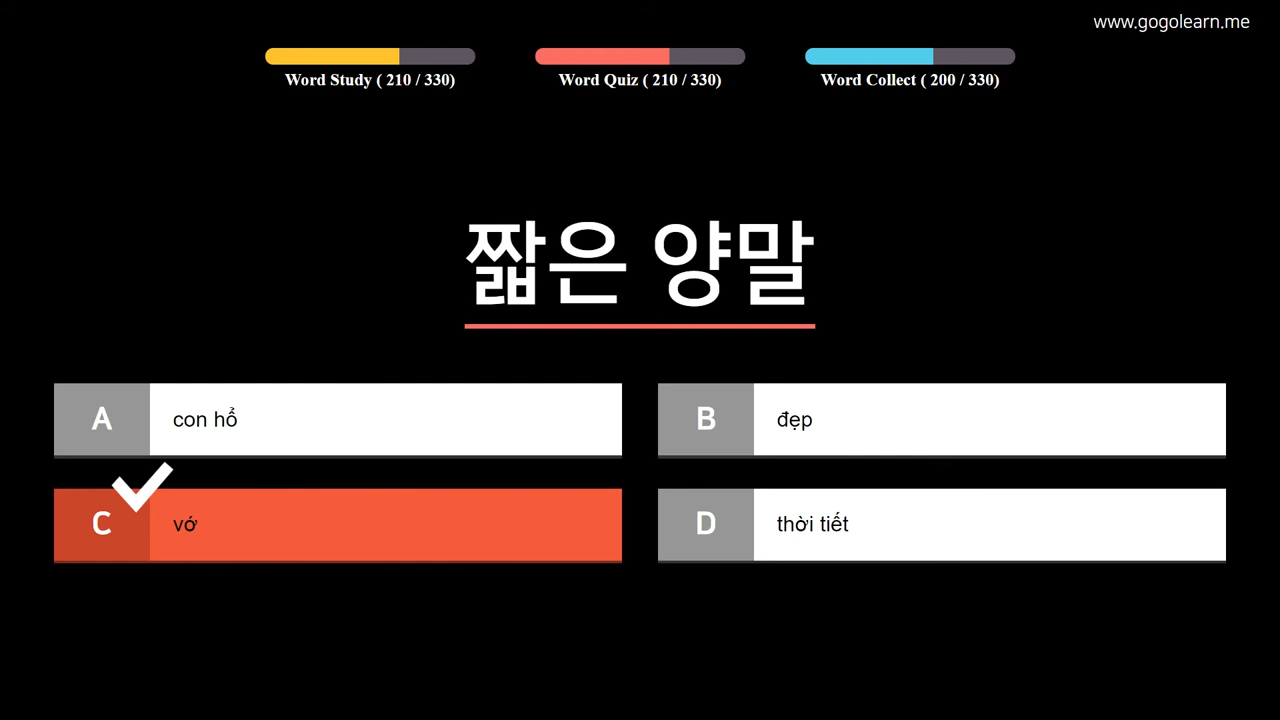 www.gogolearn.me
Word Study ( 210 / 330)
Word Quiz ( 210 / 330)
Word Collect ( 200 / 330)
짧은 양말
A con hổ
B đẹp
C vớ
D thời tiết